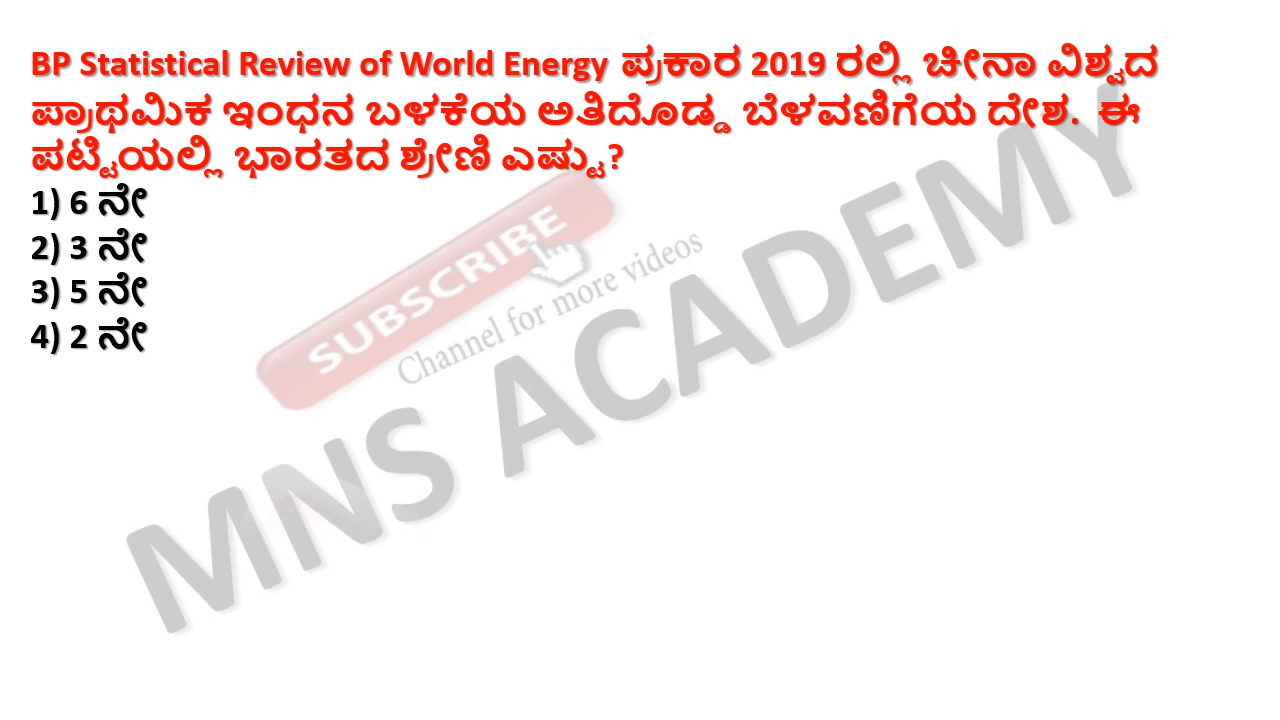 BP Statistical Review of World Energy ಪ್ರಕಾರ 2019 ರಲ್ಲಿ ಚೀನಾ ವಿಶ್ವದ
ಪ್ರಾಥಮಿಕ ಇಂಧನ ಬಳಕೆಯ ಅತಿದೊಡ್ಡ ಬೆಳವಣಿಗೆಯ ದೇಶ. ಈ
ಪಟ್ಟಿಯಲ್ಲಿ ಭಾರತದ ಶ್ರೇಣಿ ಎಷ್ಟು?
1) 6 ನೇ
2) 3 ನೇ
3) 5 ನೇ
4) 2 ನೇ
SUBSCRIBE
Channel for more videos
MNS ACADEMY